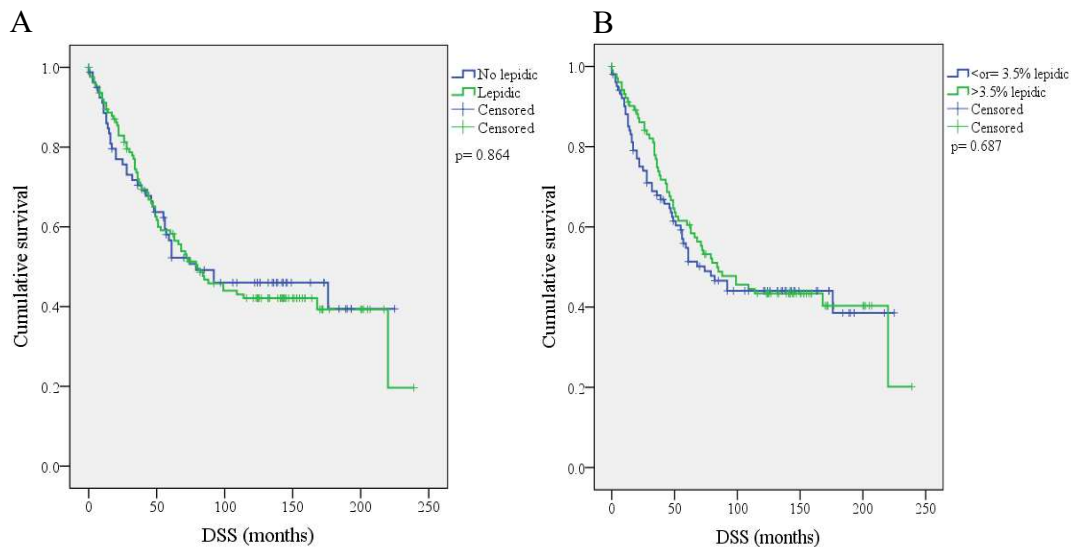 A
Cumulative survival
1.0
0.8
0.6
0.4
0.2
0.0
0 50 100 150 200 250
DSS (months)
No lepidic
Lepidic
Censored
Censored
p= 0.864
B
Cumulative survival
1.0
0.8
0.6
0.4
0.2
0.0
0 50 100 150 200 250
DSS (months)
<or= 3.5% lepidic
>3.5% lepidic
Censored
Censored
p= 0.687